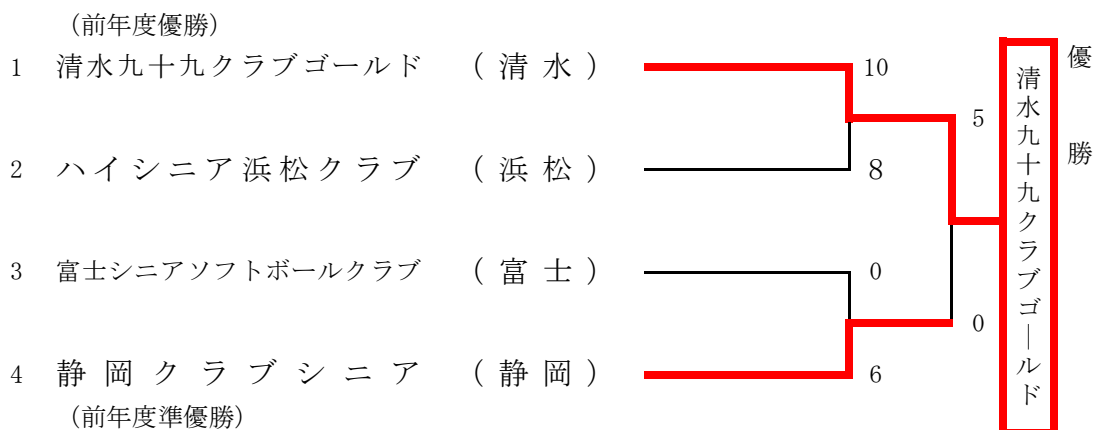 (前年度優勝)
1 清水九十九クラブゴールド (清水) 10
2 ハイシニア浜松クラブ (浜松) 8
3 富士シニアソフトボールクラブ (富士) 0
4 静岡クラブシニア (静岡) 6
(前年度準優勝)
5
0
清水九十九クラブゴールド
優勝